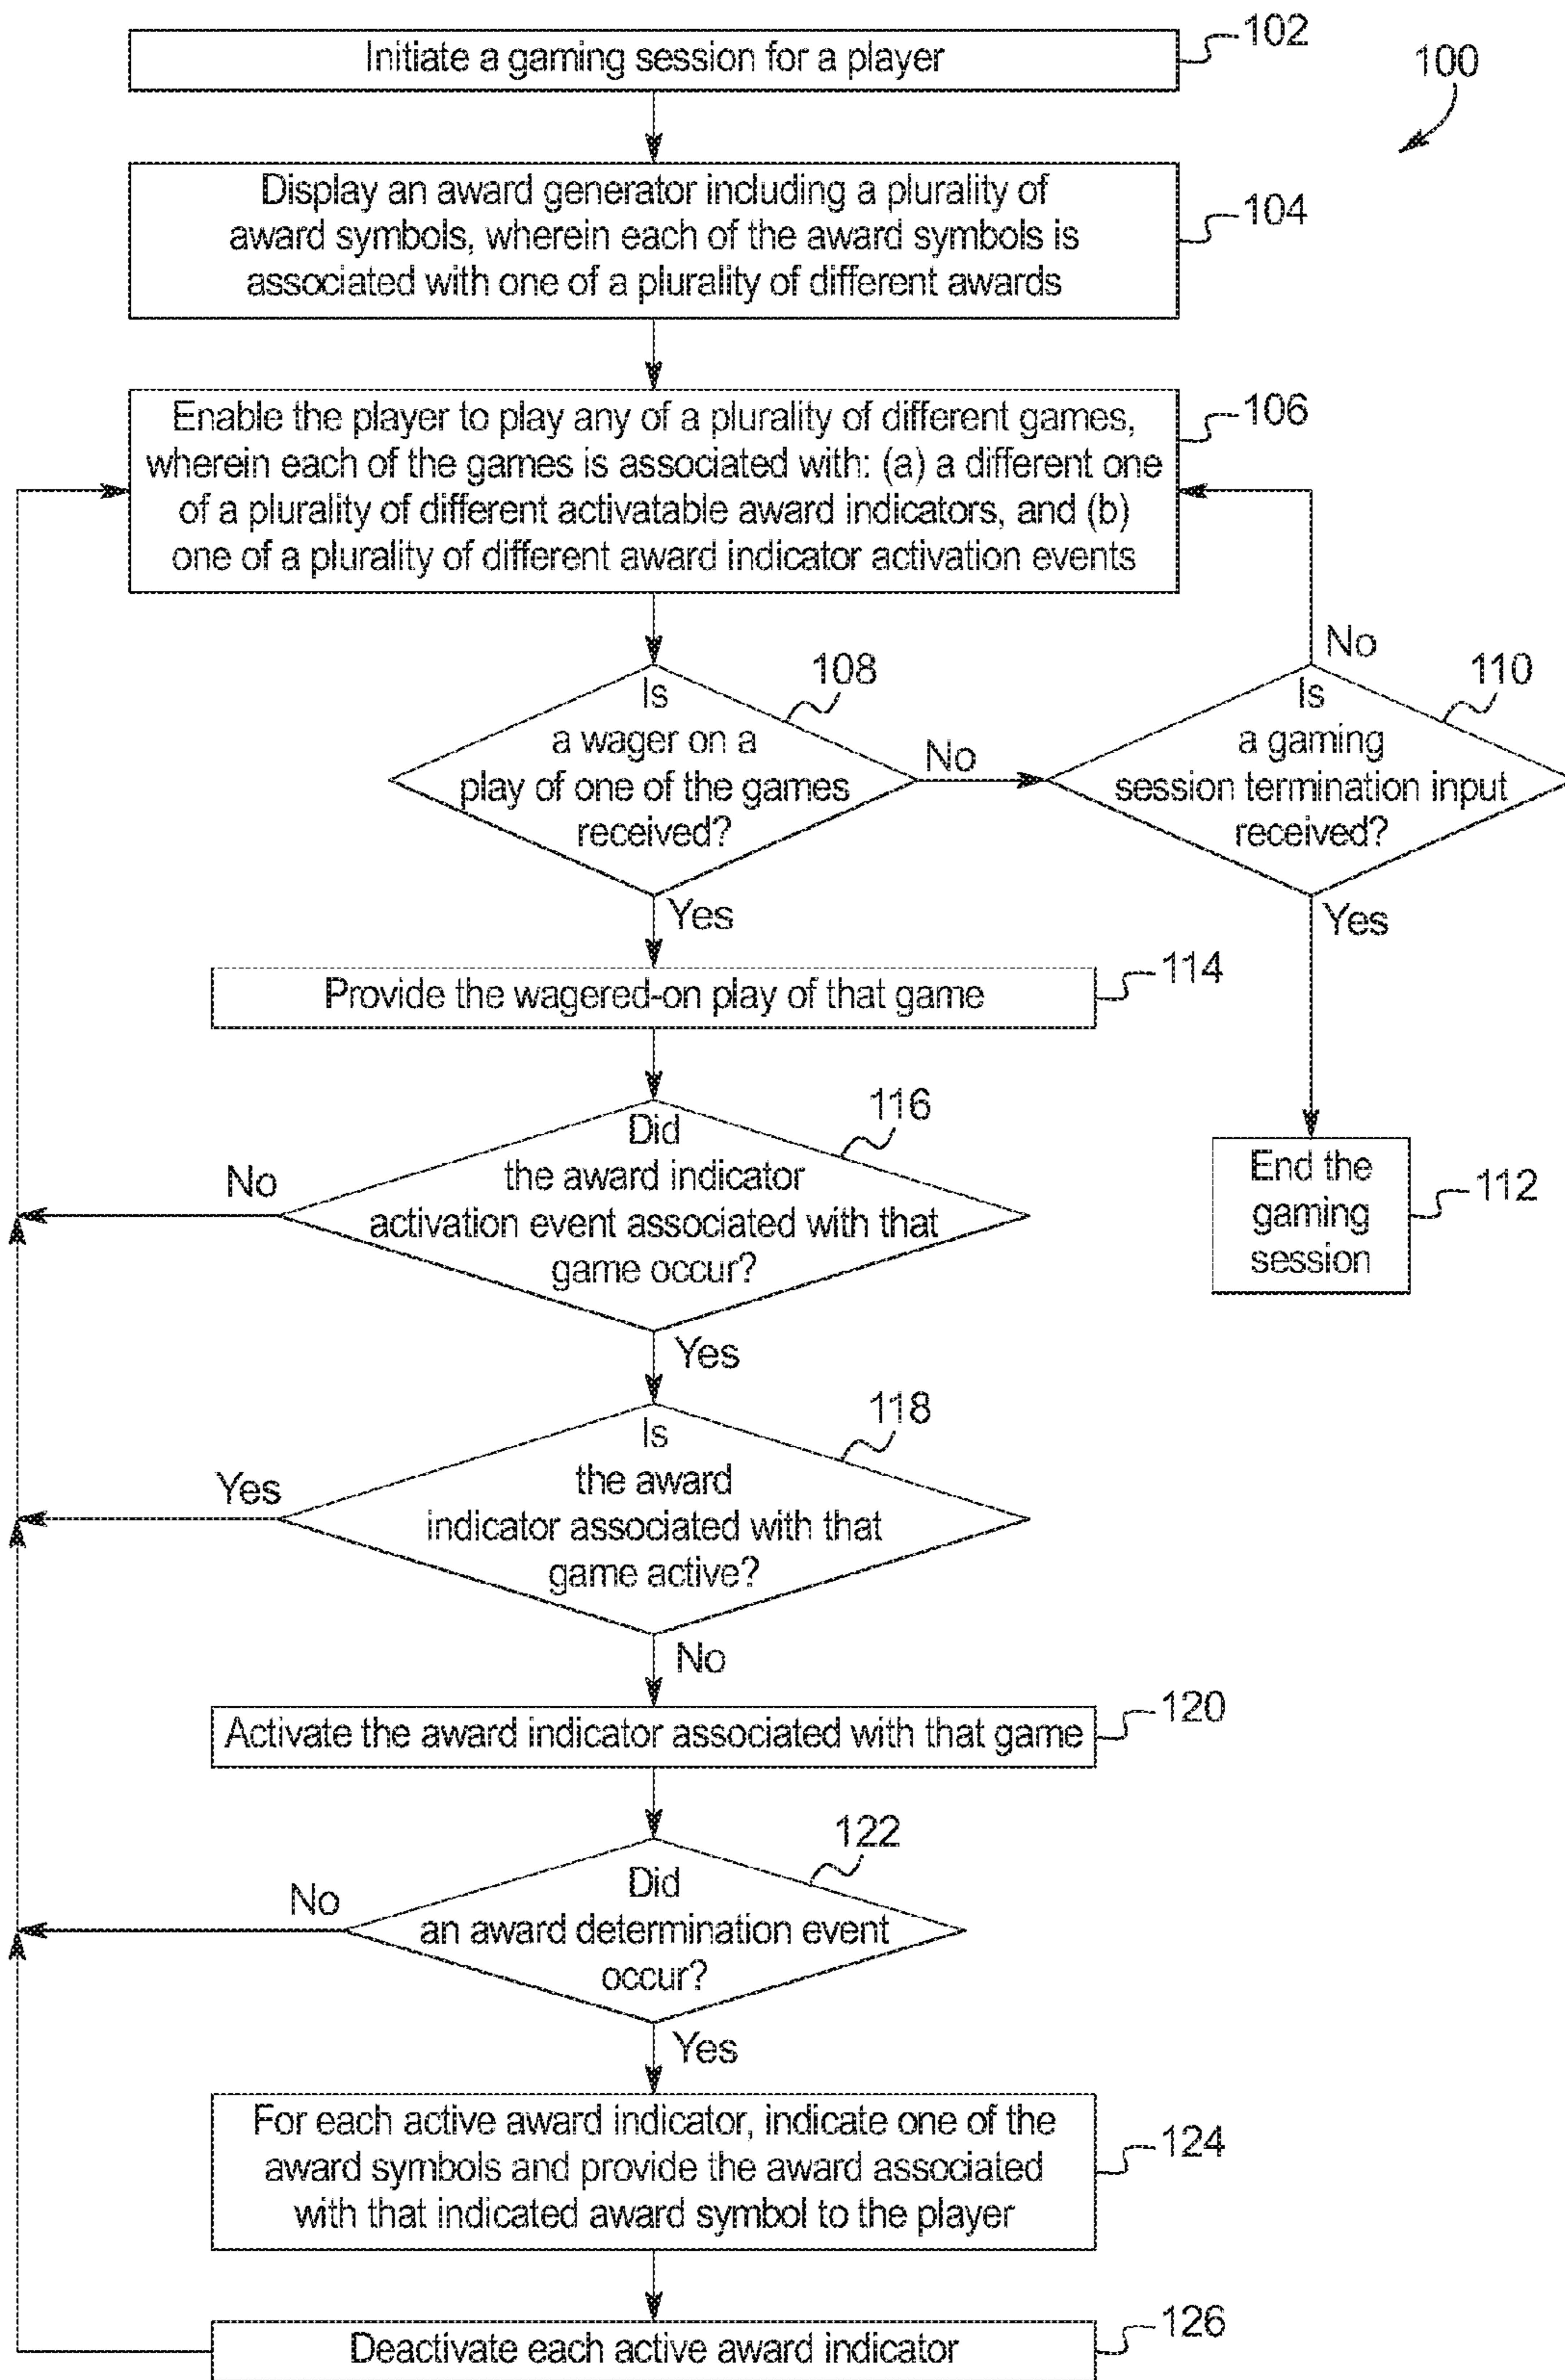 Initiate a gaming session for a player
102
100
Display an award generator including a plurality of
award symbols, wherein each of the award symbols is
associated with one of a plurality of different awards
104
Enable the player to play any of a plurality of different games,
wherein each of the games is associated with: (a) a different one
of a plurality of different activatable award indicators, and (b)
one of a plurality of different award indicator activation events
106
Is
a wager on a
play of one of the games
received?
108
No
Yes
Is
a gaming
session termination input
received?
110
No
Yes
End the
gaming
session
112
Provide the wagered-on play of that game
114
Did
the award indicator
activation event associated with that
game occur?
116
No
Yes
Is
the award
indicator associated with that
game active?
118
Yes
No
Activate the award indicator associated with that game
120
Did
an award determination event
occur?
122
No
Yes
For each active award indicator, indicate one of the
award symbols and provide the award associated
with that indicated award symbol to the player
124
Deactivate each active award indicator
126